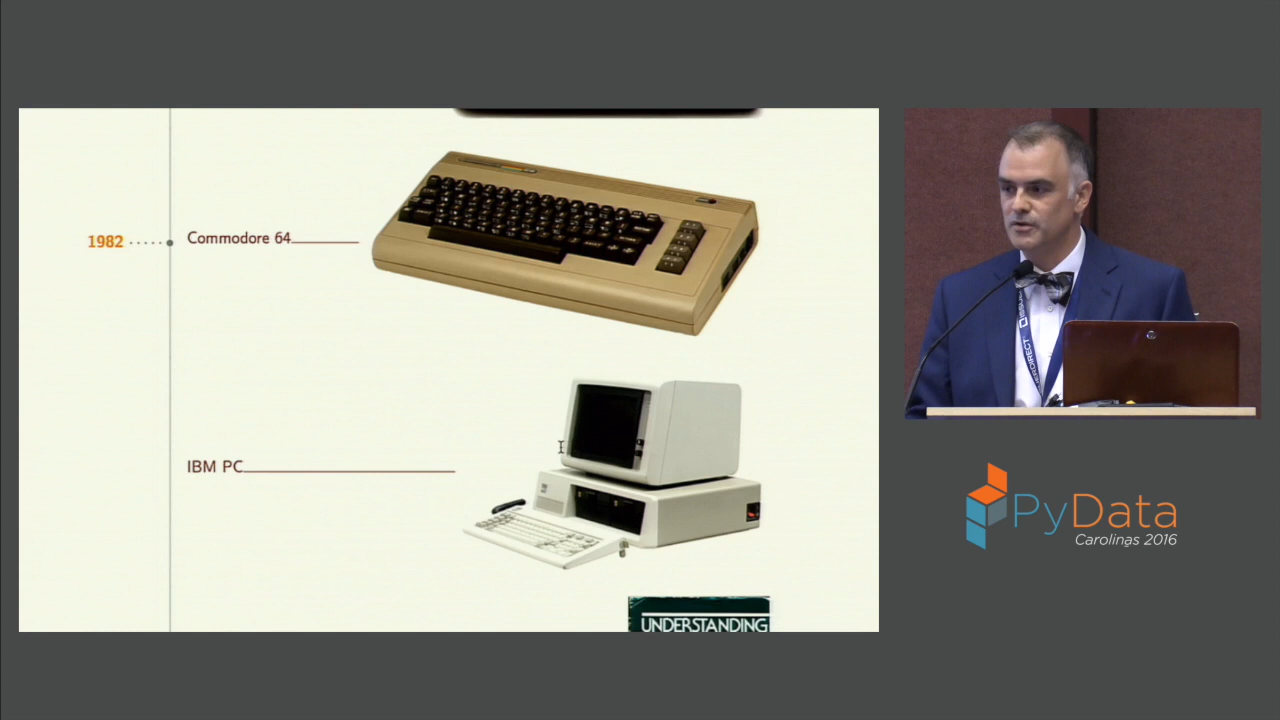 1982
Commodore 64
IBM PC
UNDERSTANDING
PyData
Carolinas 2016